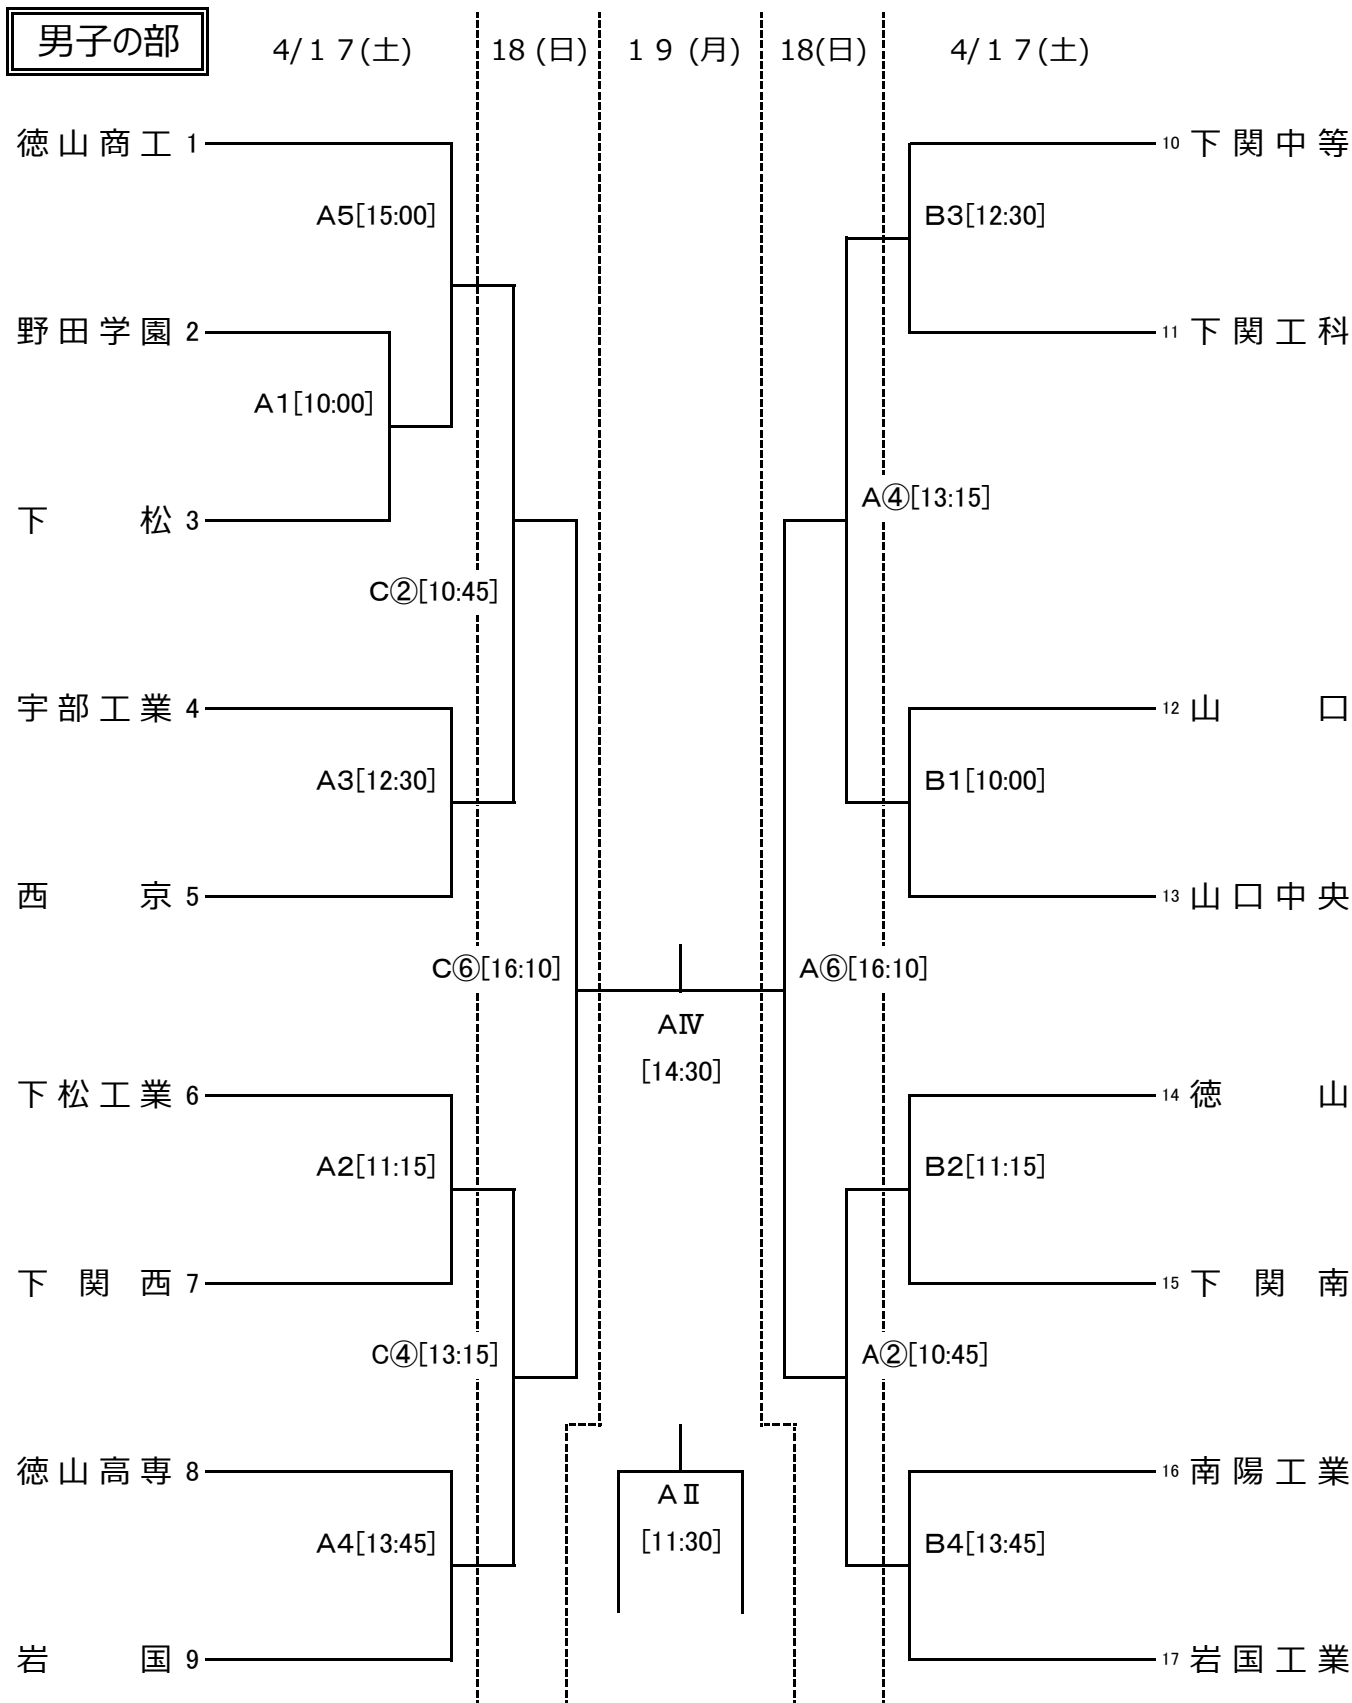 男子の部 4/１７(土) 18 (日) １９ (月) 18(日) 4/１７(土)
徳山商工 1 10 下関中等
A5[15:00] B3[12:30]
野田学園 2 11 下関工科
A1[10:00]
下松 3 A④[13:15]
C②[10:45]
宇部工業 4 12 山口
A3[12:30] B1[10:00]
西京 5 13 山口中央
C⑥[16:10] A⑥[16:10]
AⅣ
[14:30]
下松工業 6 14 徳山
A2[11:15] B2[11:15]
下関西 7 15 下関南
C④[13:15] A②[10:45]
徳山高専 8 16 南陽工業
AⅡ
A4[13:45] [11:30] B4[13:45]
岩国 9 17 岩国工業